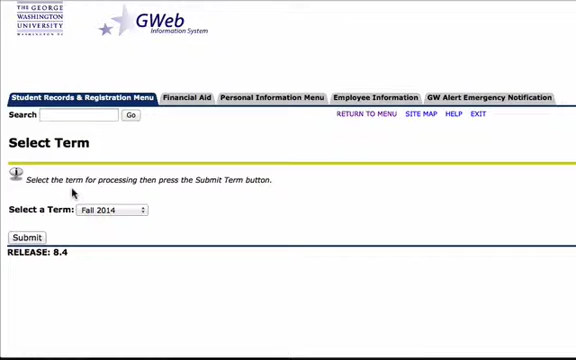 THE GEORGE
WASHINGTON
UNIVERSITY
WASHINGTON DC
GWeb
Information System
Student Records & Registration Menu
Financial Aid
Personal Information Menu
Employee Information
GW Alert Emergency Notification
Search
Go
RETURN TO MENU SITE MAP HELP EXIT
Select Term
Select the term for processing then press the Submit Term button.
Select a Term: Fall 2014
Submit
RELEASE: 8.4